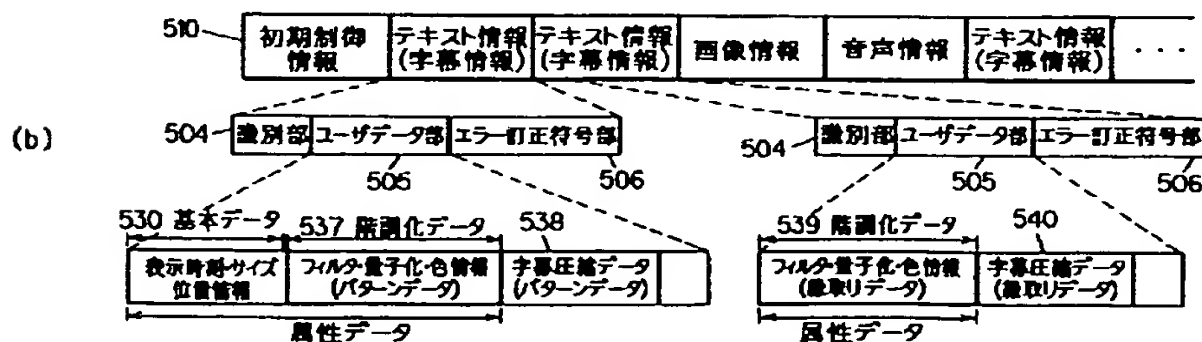 510
初期制御情報
テキスト情報(字幕情報)
テキスト情報(字幕情報)
画像情報
音声情報
テキスト情報(字幕情報)
・・・
(b)
504 識別部 ユーザデータ部 エラー訂正符号部
505
506
504 識別部 ユーザデータ部 エラー訂正符号部
505
506
530 基本データ
537 階調化データ
538
表示時刻・サイズ位置情報
フィルタ・量子化・色情報(パターンデータ)
字幕圧縮データ(パターンデータ)
属性データ
539 階調化データ
540
フィルタ・量子化・色情報(縁取りデータ)
字幕圧縮データ(縁取りデータ)
属性データ